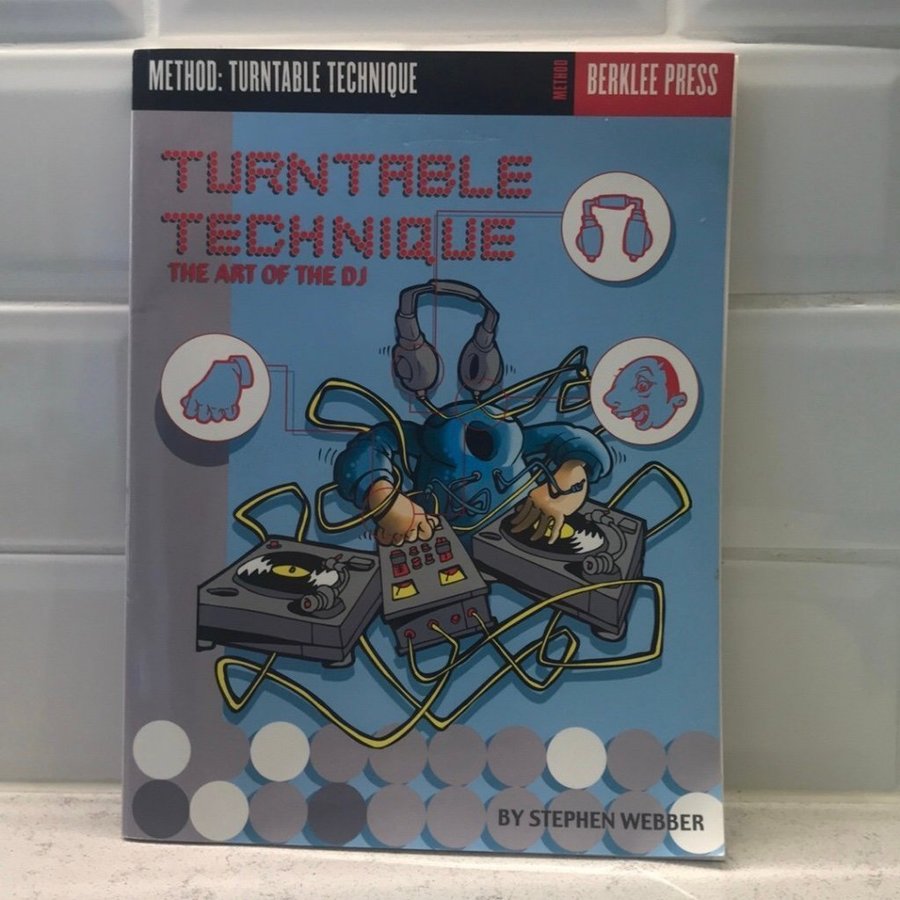 METHOD: TURNTABLE TECHNIQUE
METHOD
BERKLEE PRESS
TURNTABLE
TECHNIQUE
THE ART OF THE DJ
BY STEPHEN WEBBER